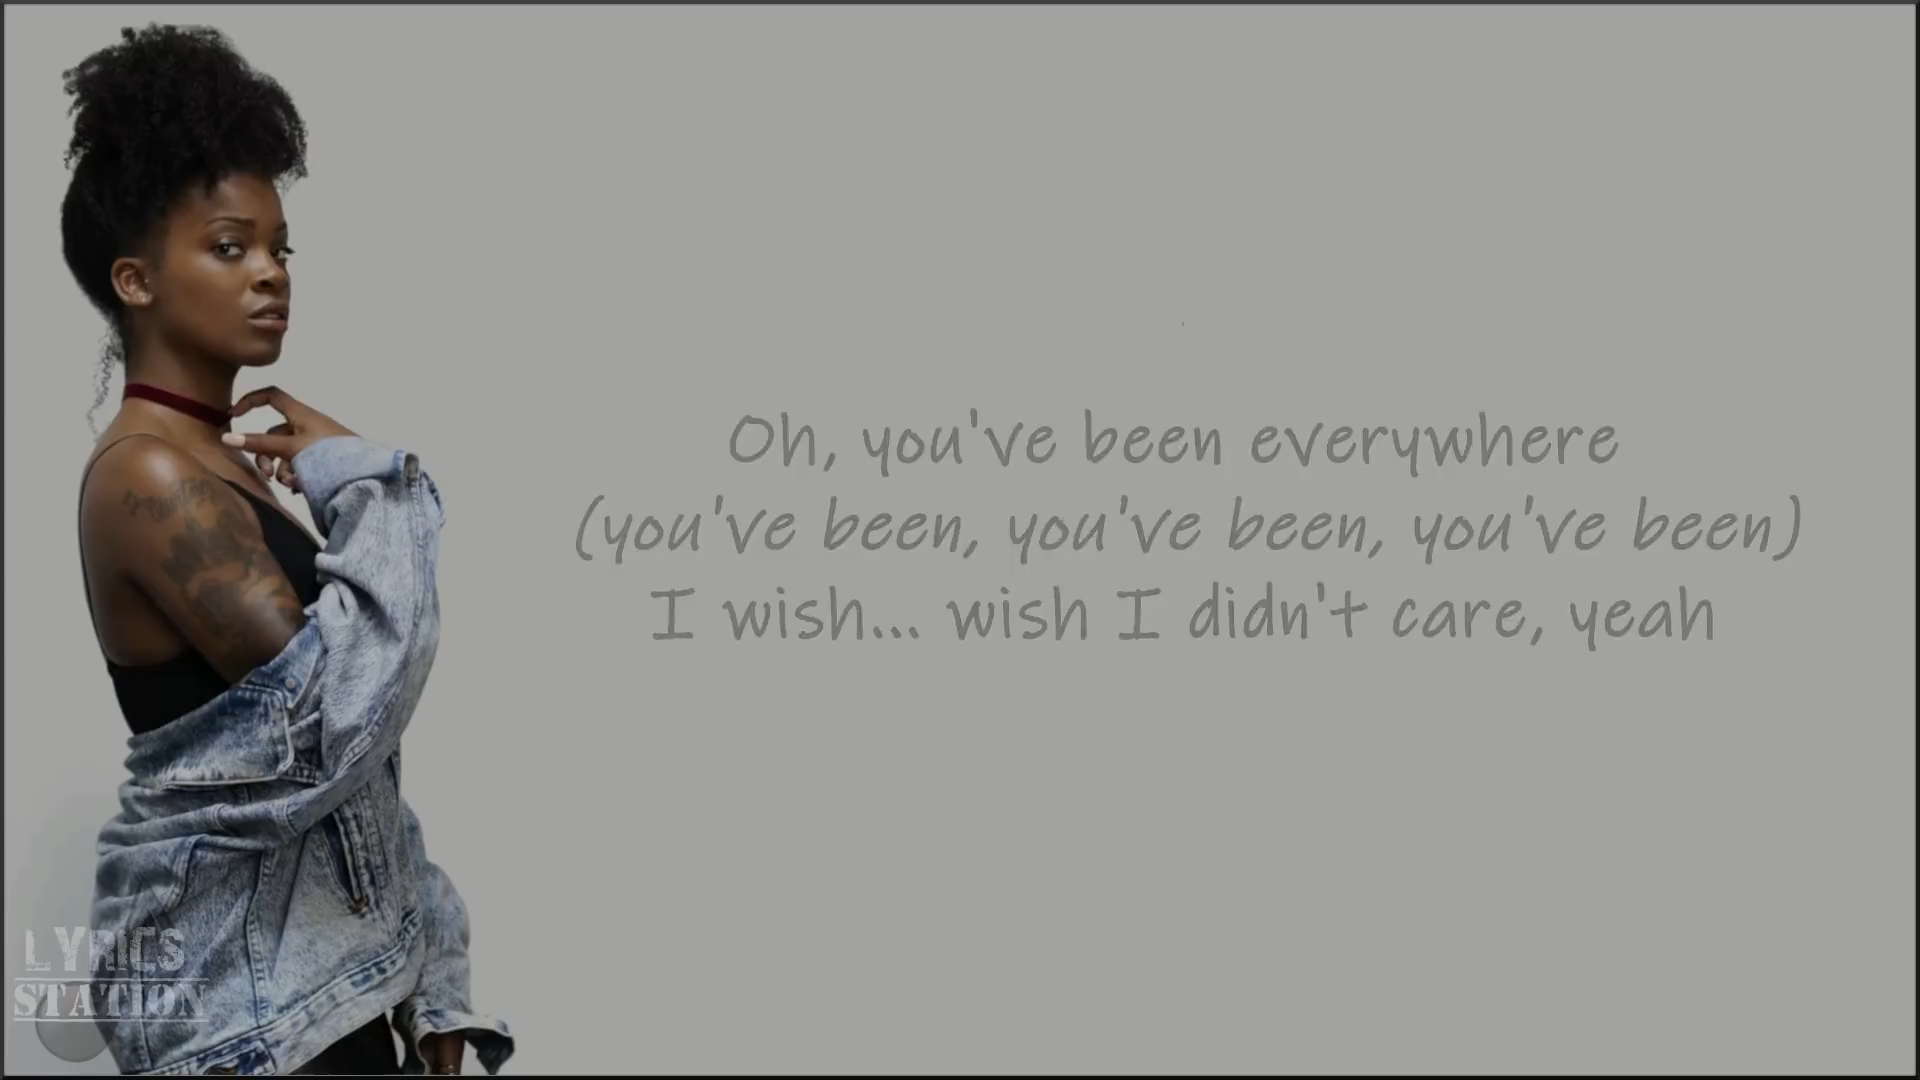 Oh, you've been everywhere
(you've been, you've been, you've been)
I wish... wish I didn't care, yeah
LYRICS
STATION